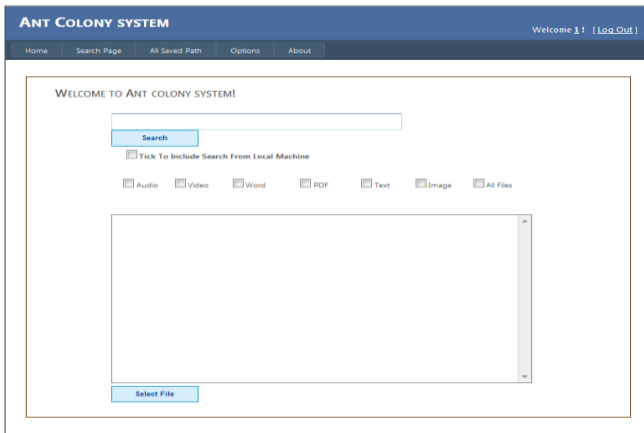 ANT COLONY SYSTEM
Welcome 1 ! [ Log Out ]
Home Search Page All Saved Path Options About
WELCOME TO ANT COLONY SYSTEM!
Search
Tick To Include Search From Local Machine
Audio Video Word PDF Text Image All Files
Select File